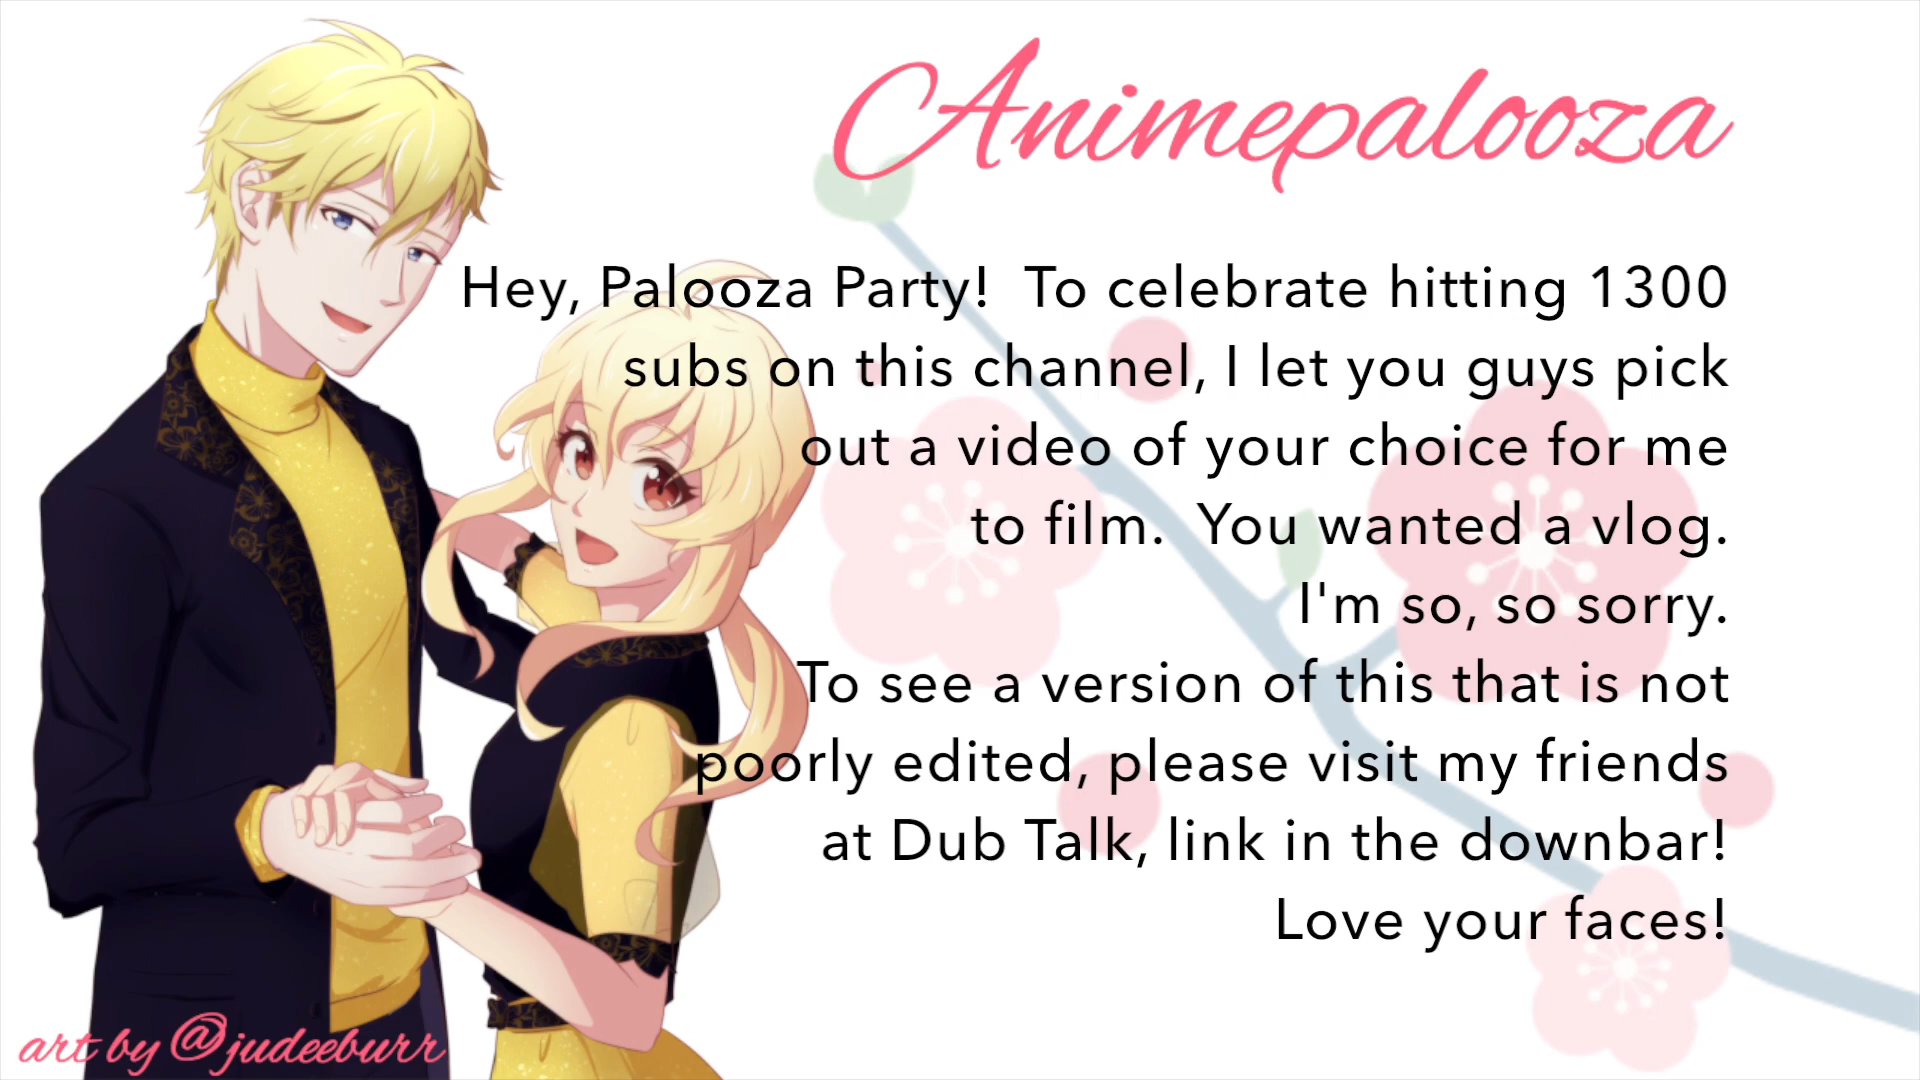 Animepalooza
Hey, Palooza Party!  To celebrate hitting 1300
subs on this channel, I let you guys pick
out a video of your choice for me
to film.  You wanted a vlog.
I'm so, so sorry.
To see a version of this that is not
poorly edited, please visit my friends
at Dub Talk, link in the downbar!
Love your faces!
art by @judeeburr